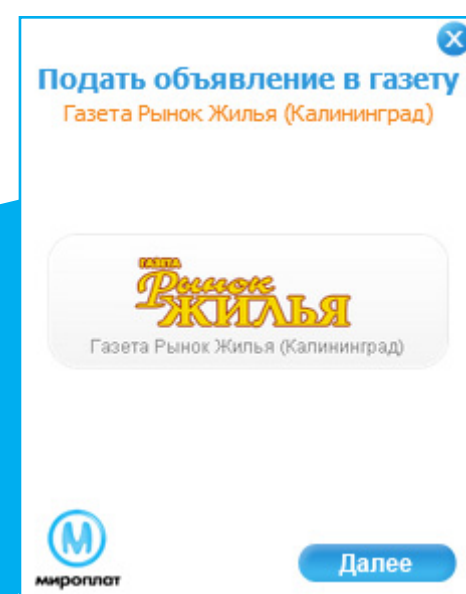 Подать объявление в газету
Газета Рынок Жилья (Калининград)
ГАЗЕТА
Рынок
ЖИЛЬЯ
Газета Рынок Жилья (Калининград)
М
мироплат
Далее